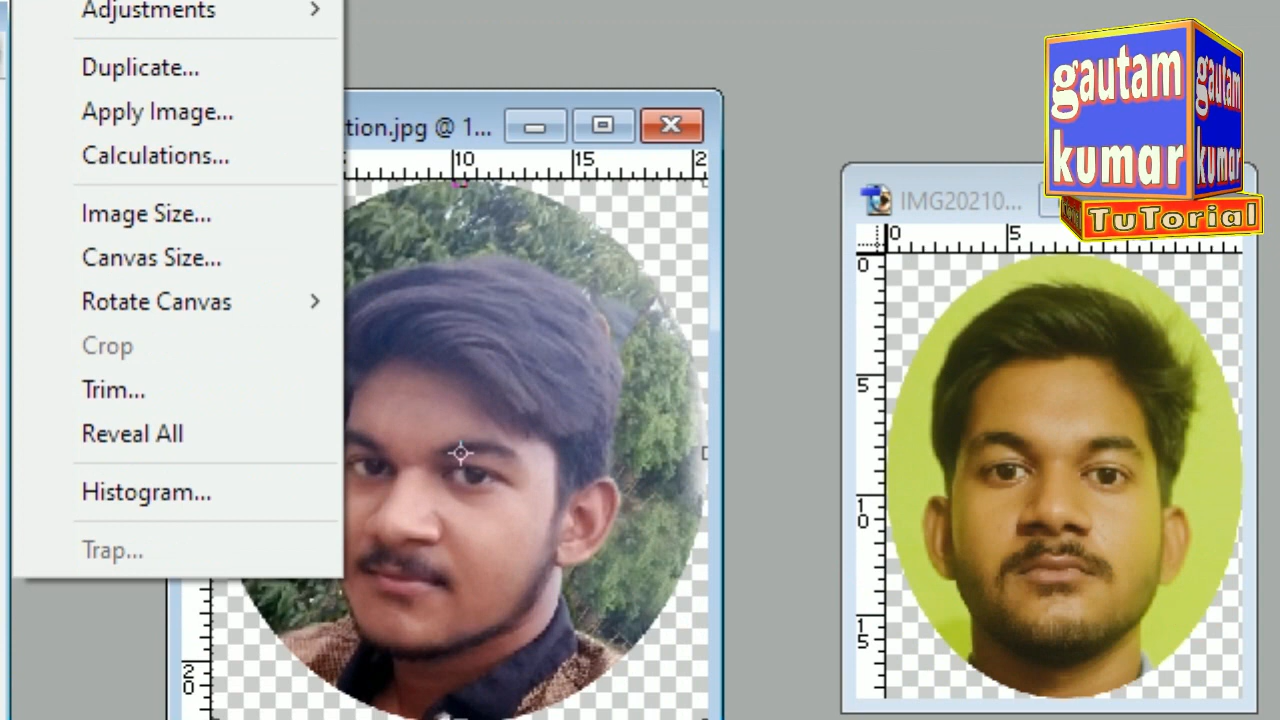 Adjustments
Duplicate...
Apply Image...
Calculations...
Image Size...
Canvas Size...
Rotate Canvas
Crop
Trim...
Reveal All
Histogram...
Trap...
tion.jpg @ 1...
10 15 2
2
0
IMG20210...
0 5
0
5
1
0
1
5
gautam
kumar
gautam
kumar
TuTorial